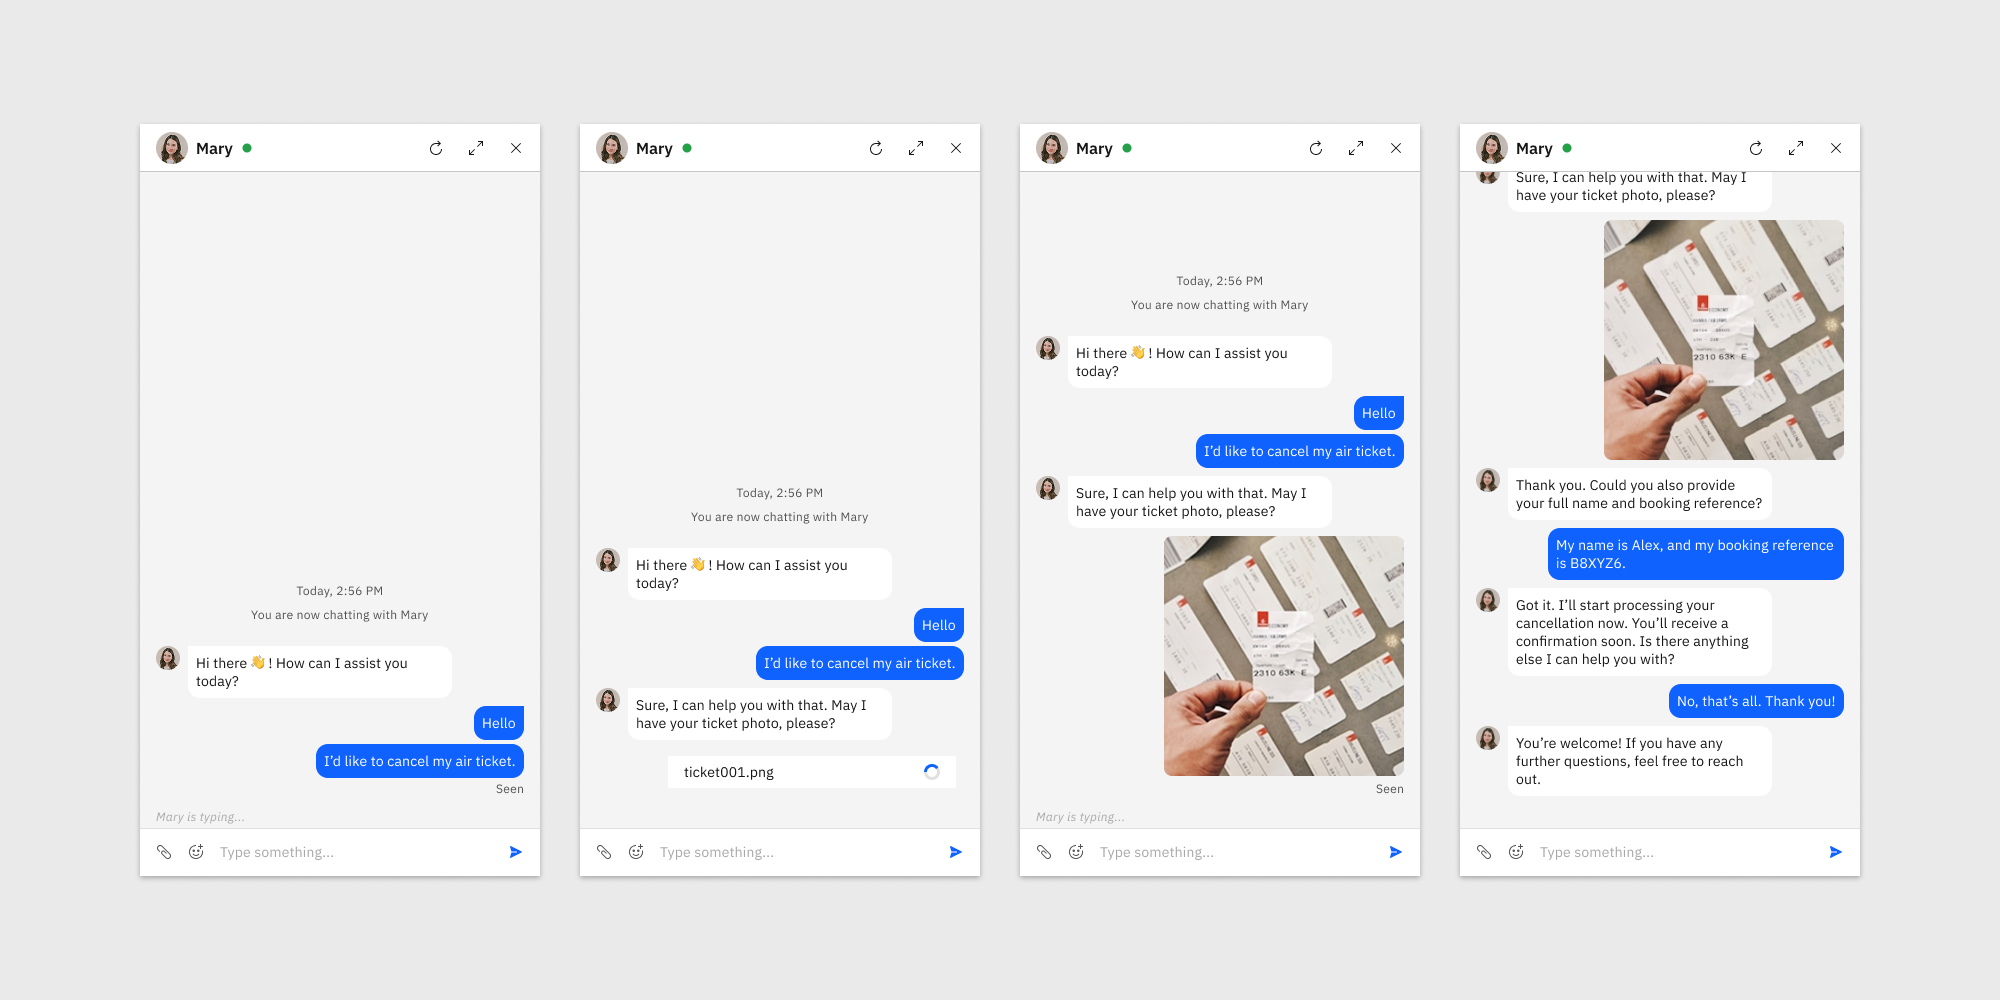 Mary
Today, 2:56 PM
You are now chatting with Mary
Hi there 👋 ! How can I assist you
today?
Hello
I’d like to cancel my air ticket.
Seen
Mary is typing...
Type something...
Mary
Today, 2:56 PM
You are now chatting with Mary
Hi there 👋 ! How can I assist you
today?
Hello
I’d like to cancel my air ticket.
Sure, I can help you with that. May I
have your ticket photo, please?
ticket001.png
Type something...
Mary
Today, 2:56 PM
You are now chatting with Mary
Hi there 👋 ! How can I assist you
today?
Hello
I’d like to cancel my air ticket.
Sure, I can help you with that. May I
have your ticket photo, please?
ECONOMY
2310 63K E
Seen
Mary is typing...
Type something...
Mary
Sure, I can help you with that. May I
have your ticket photo, please?
ECONOMY
2310 63K E
Thank you. Could you also provide
your full name and booking reference?
My name is Alex, and my booking reference
is B8XYZ6.
Got it. I’ll start processing your
cancellation now. You’ll receive a
confirmation soon. Is there anything
else I can help you with?
No, that’s all. Thank you!
You’re welcome! If you have any
further questions, feel free to reach
out.
Type something...